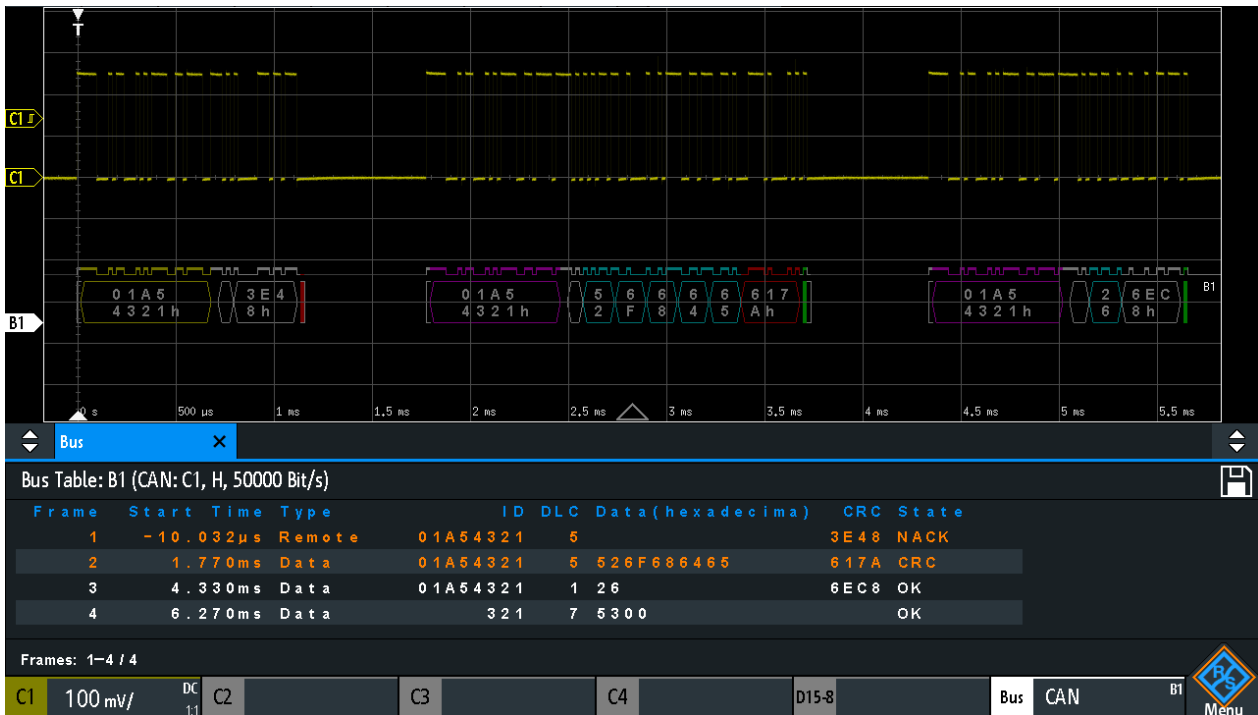 T
C1
C1
01A5 3E4 01A5 5 6 6 6 6 617 01A5 2 6EC B1
4321h 8h 4321h 2 F 8 4 5 Ah 4321h 6 8h
B1
0 s 500 µs 1 ms 1.5 ms 2 ms 2.5 ms 3 ms 3.5 ms 4 ms 4.5 ms 5 ms 5.5 ms
Bus ×
Bus Table: B1 (CAN: C1, H, 50000 Bit/s)
Frame Start Time Type ID DLC Data(hexadecima) CRC State
1 -10.032µs Remote 01A54321 5 3E48 NACK
2 1.770ms Data 01A54321 5 526F686465 617A CRC
3 4.330ms Data 01A54321 1 26 6EC8 OK
4 6.270ms Data 321 7 5300 OK
Frames: 1-4 / 4
C1 100 mV/ DC 1:1 C2 C3 C4 D15-8 Bus CAN B1 R&S Menu